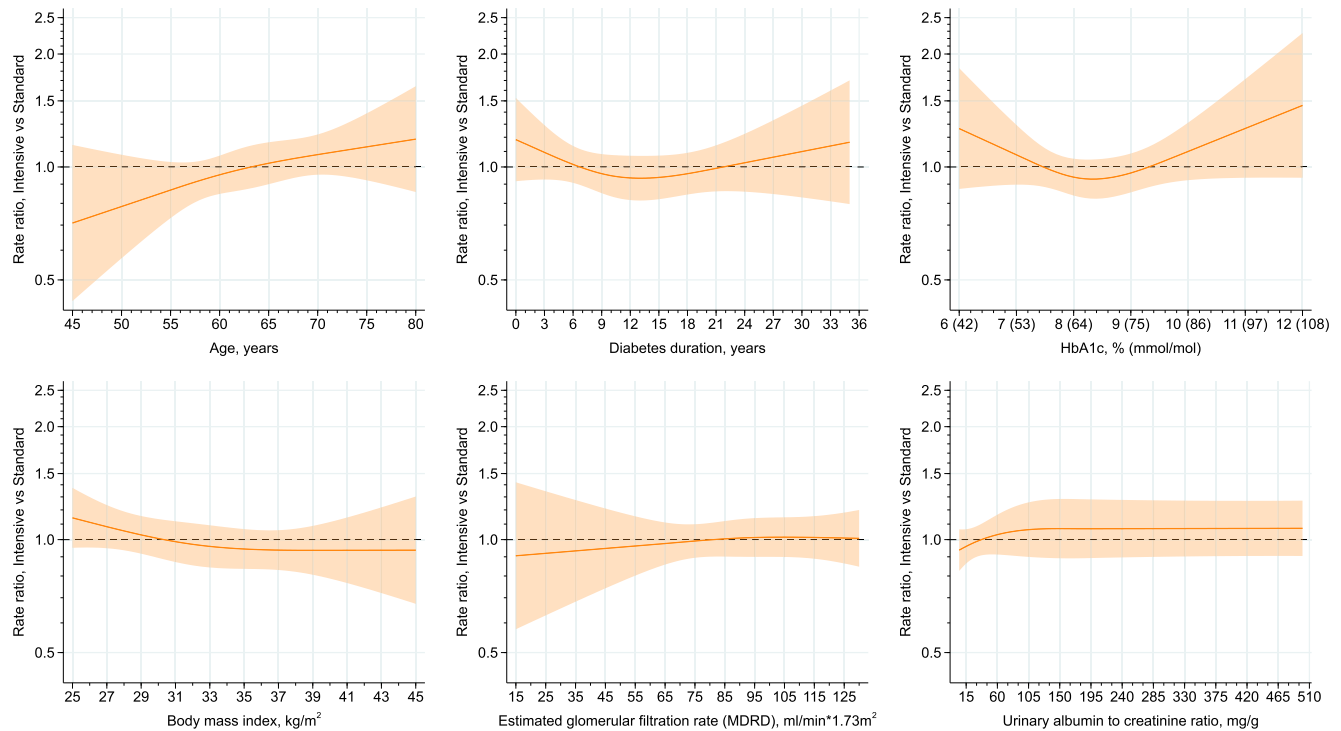 2.5
2.0
1.5
1.0
0.5
Rate ratio, Intensive vs Standard
45 50 55 60 65 70 75 80
Age, years
2.5
2.0
1.5
1.0
0.5
Rate ratio, Intensive vs Standard
0 3 6 9 12 15 18 21 24 27 30 33 36
Diabetes duration, years
2.5
2.0
1.5
1.0
0.5
Rate ratio, Intensive vs Standard
6 (42) 7 (53) 8 (64) 9 (75) 10 (86) 11 (97) 12 (108)
HbA1c, % (mmol/mol)
2.5
2.0
1.5
1.0
0.5
Rate ratio, Intensive vs Standard
25 27 29 31 33 35 37 39 41 43 45
Body mass index, kg/m²
2.5
2.0
1.5
1.0
0.5
Rate ratio, Intensive vs Standard
15 25 35 45 55 65 75 85 95 105 115 125
Estimated glomerular filtration rate (MDRD), ml/min*1.73m²
2.5
2.0
1.5
1.0
0.5
Rate ratio, Intensive vs Standard
15 60 105 150 195 240 285 330 375 420 465 510
Urinary albumin to creatinine ratio, mg/g